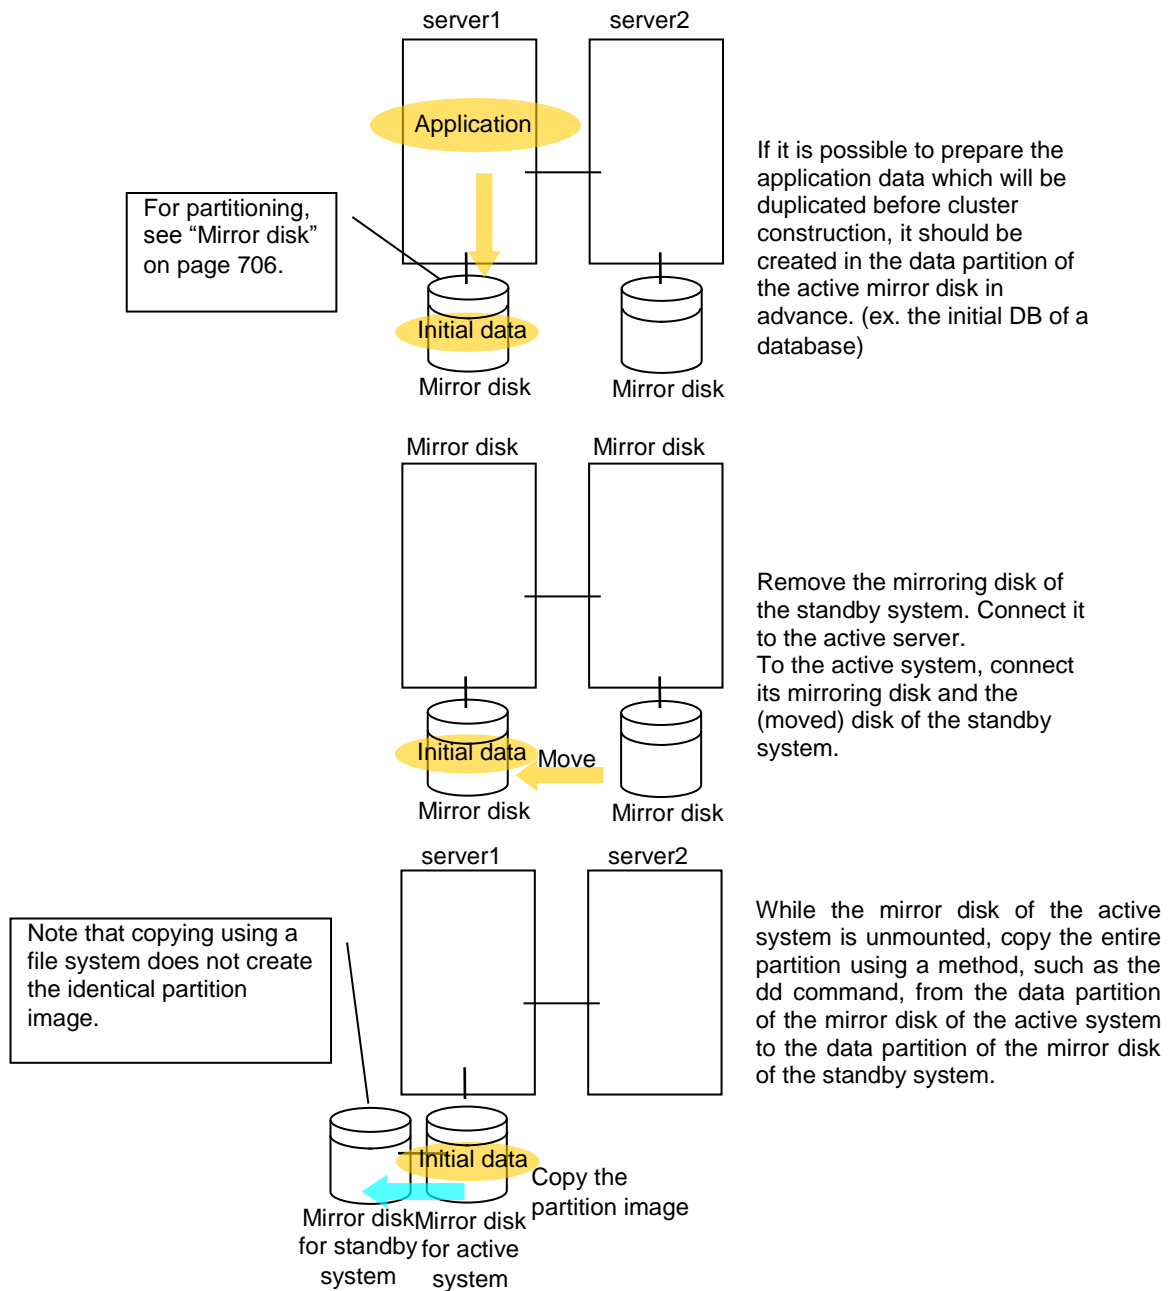 server1
server2
Application
For partitioning,
see “Mirror disk”
on page 706.
Initial data
Mirror disk
Mirror disk
If it is possible to prepare the
application data which will be
duplicated before cluster
construction, it should be
created in the data partition of
the active mirror disk in
advance. (ex. the initial DB of a
database)
Mirror disk
Mirror disk
Initial data
Move
Mirror disk
Mirror disk
Remove the mirroring disk of
the standby system. Connect it
to the active server.
To the active system, connect
its mirroring disk and the
(moved) disk of the standby
system.
server1
server2
Note that copying using a
file system does not create
the identical partition
image.
Initial data
Copy the
partition image
Mirror disk
for standby
system
Mirror disk
for active
system
While the mirror disk of the active
system is unmounted, copy the entire
partition using a method, such as the
dd command, from the data partition
of the mirror disk of the active system
to the data partition of the mirror disk
of the standby system.